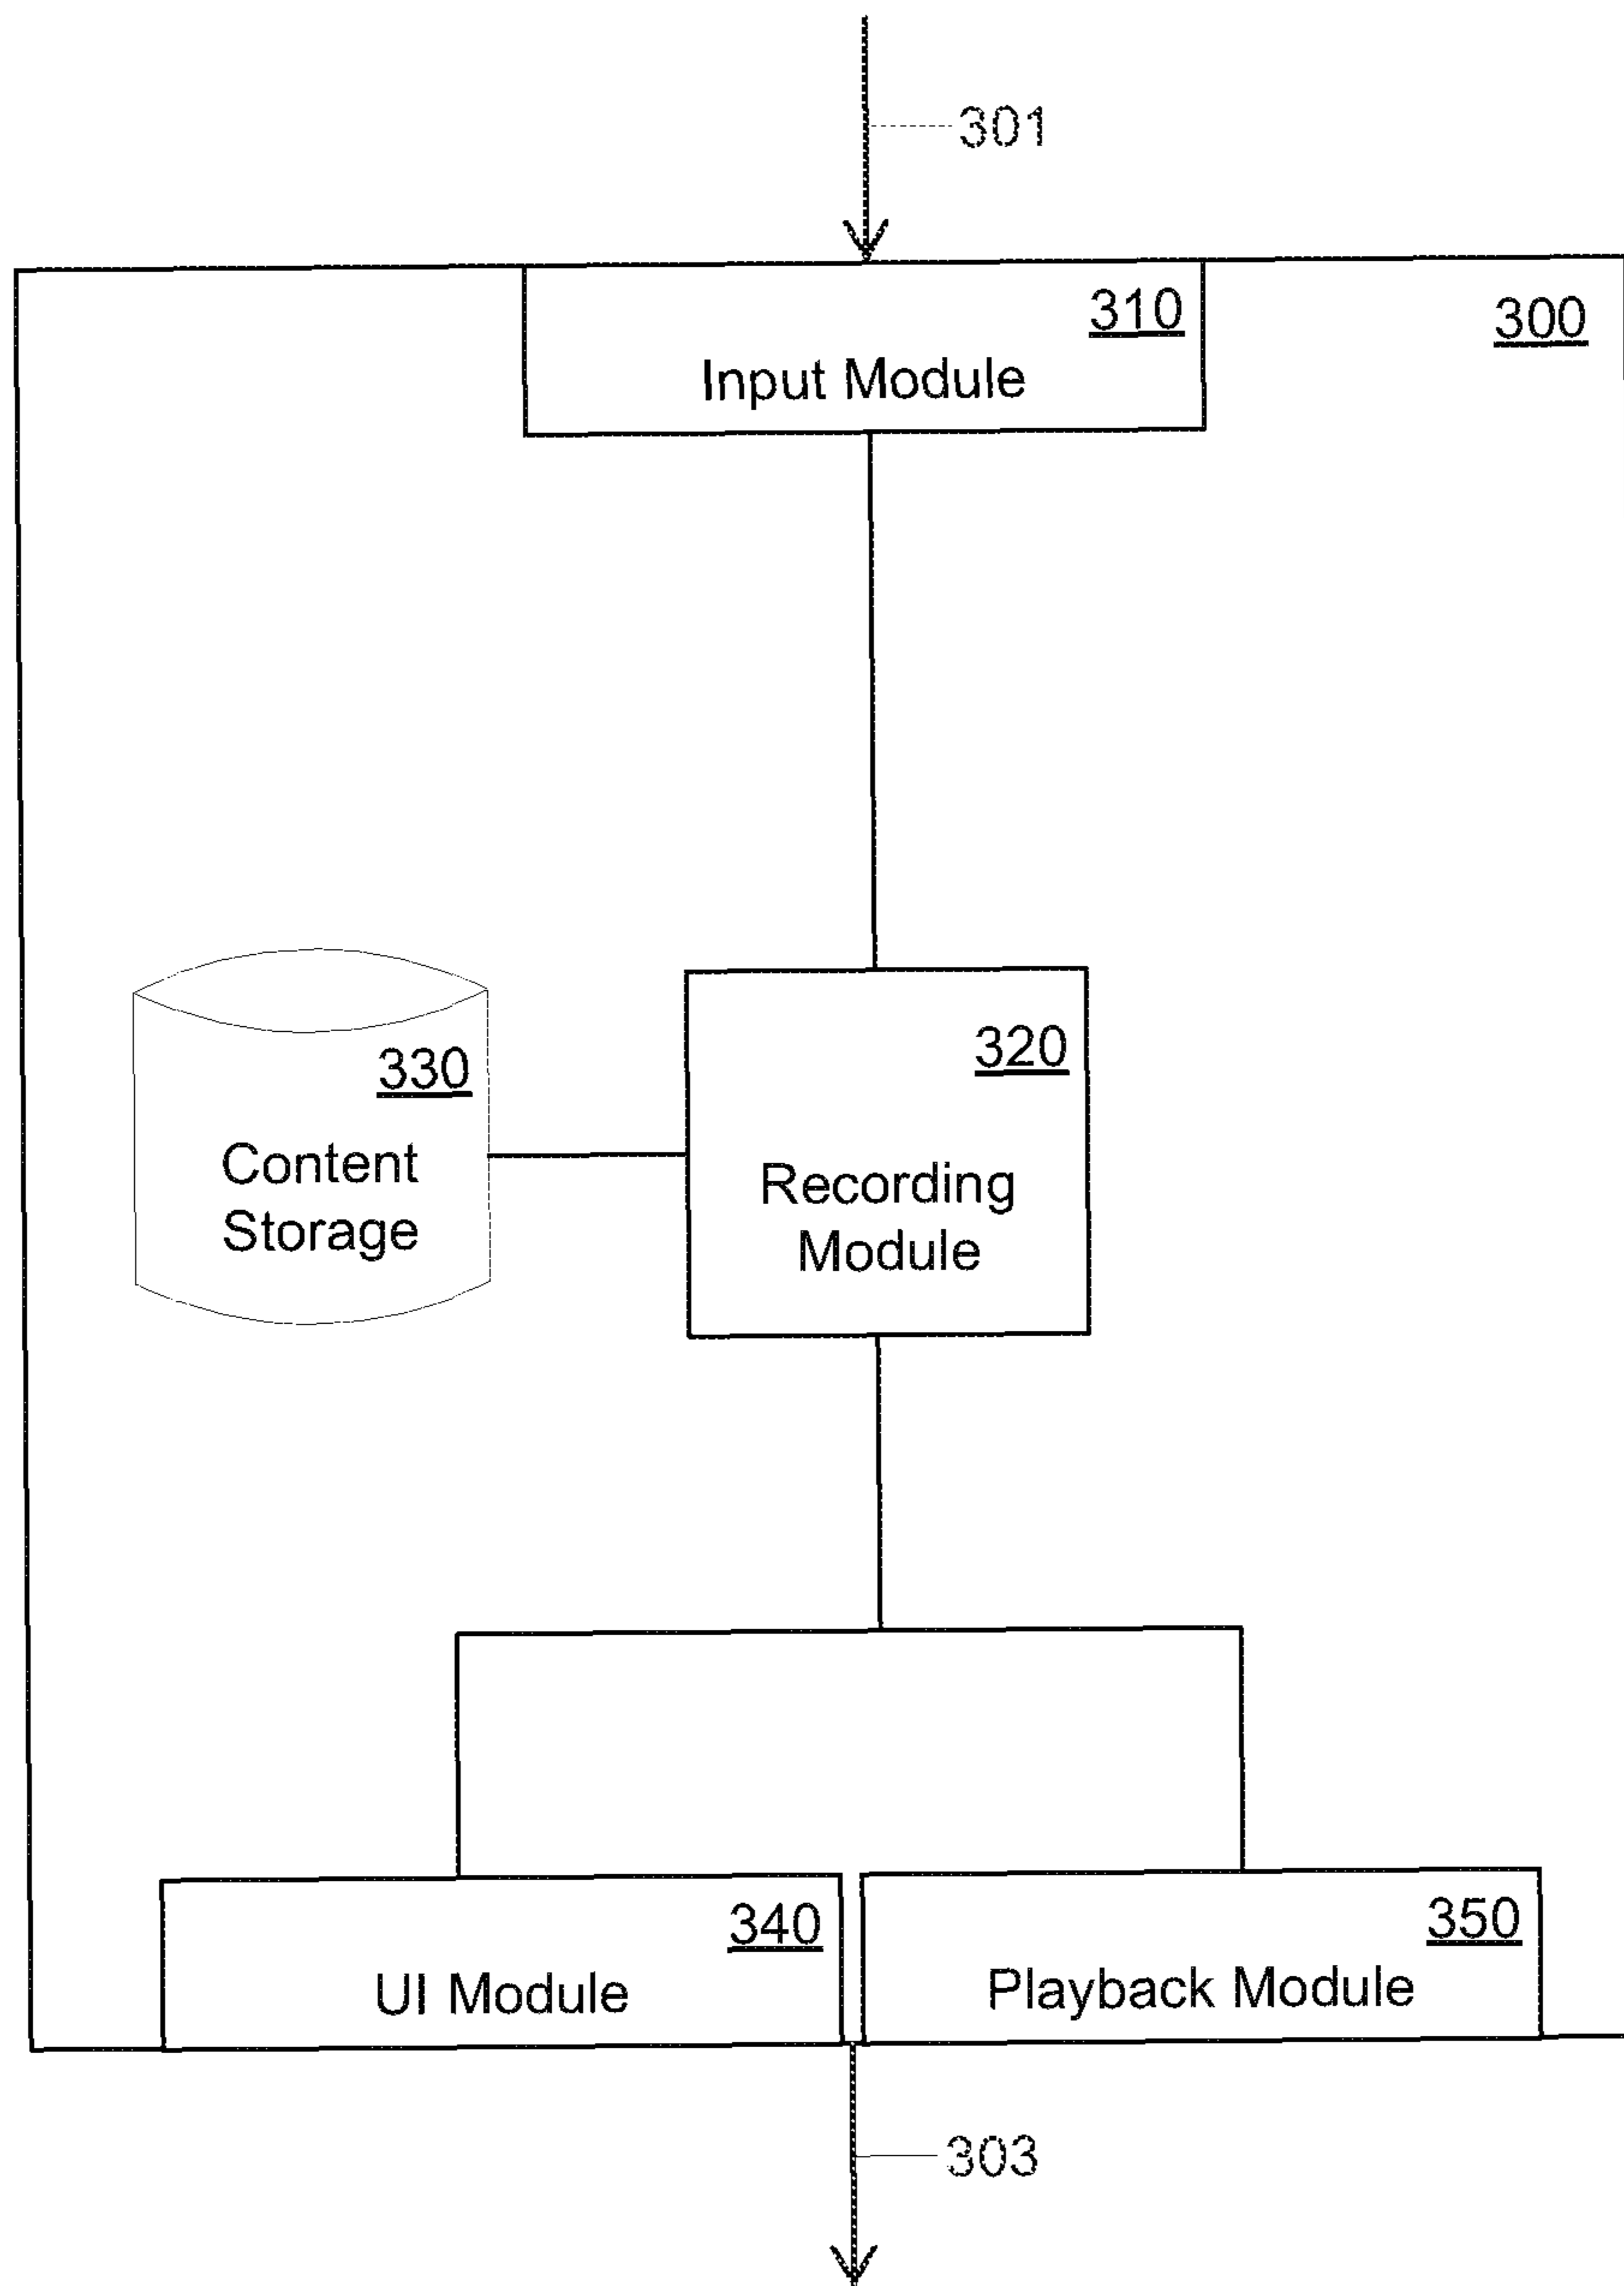 301
310
Input Module
300
330
Content
Storage
320
Recording
Module
340
UI Module
350
Playback Module
303